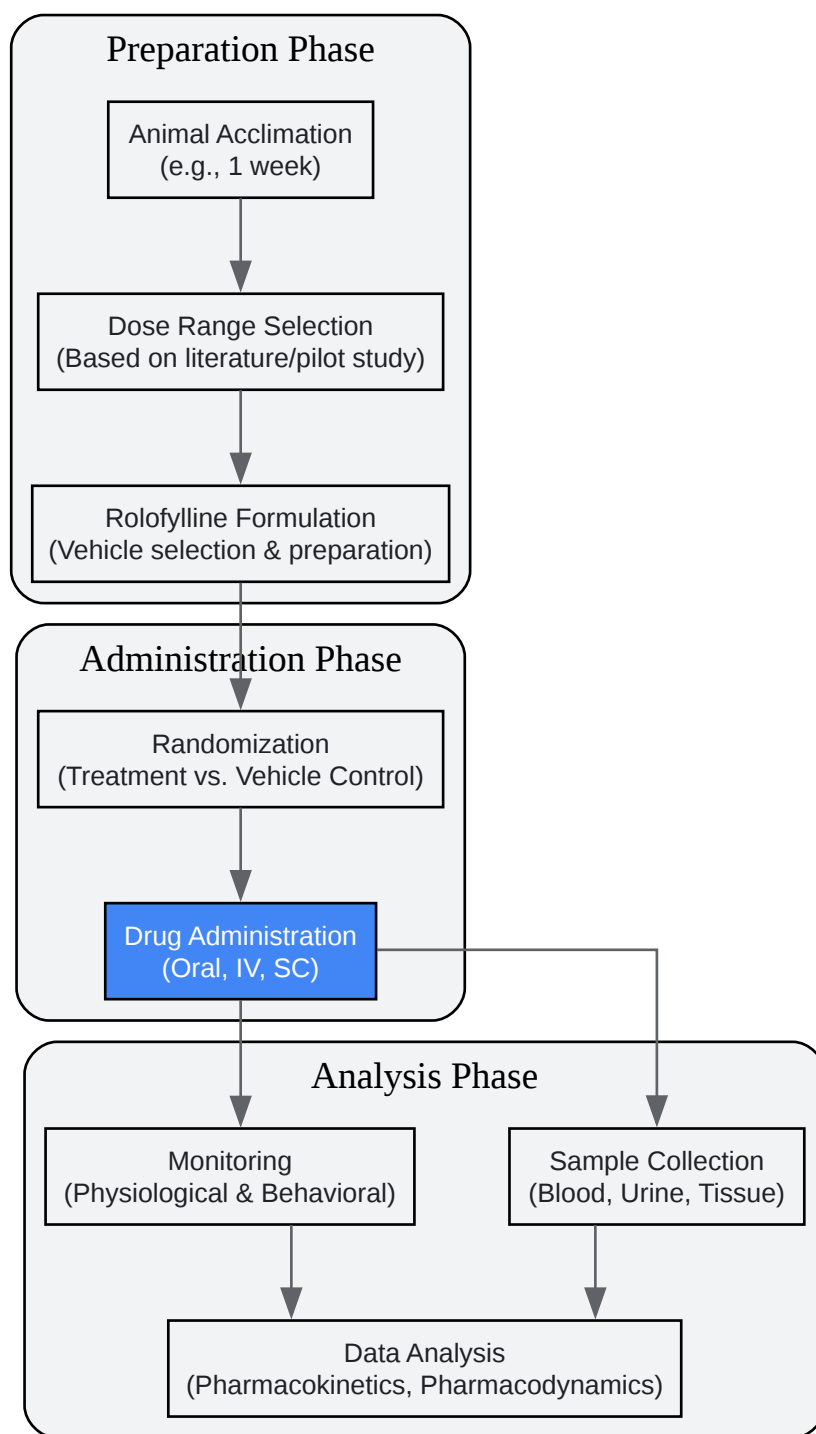 Preparation Phase
Animal Acclimation
(e.g., 1 week)
Dose Range Selection
(Based on literature/pilot study)
Rolofylline Formulation
(Vehicle selection & preparation)
Administration Phase
Randomization
(Treatment vs. Vehicle Control)
Drug Administration
(Oral, IV, SC)
Analysis Phase
Monitoring
(Physiological & Behavioral)
Sample Collection
(Blood, Urine, Tissue)
Data Analysis
(Pharmacokinetics, Pharmacodynamics)